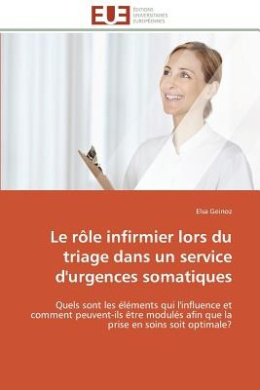 EUE
ÉDITIONS
UNIVERSITAIRES
EUROPÉENNES
Elsa Geinoz
Le rôle infirmier lors du
triage dans un service
d'urgences somatiques
Quels sont les éléments qui l'influence et
comment peuvent-ils être modulés afin que la
prise en soins soit optimale?